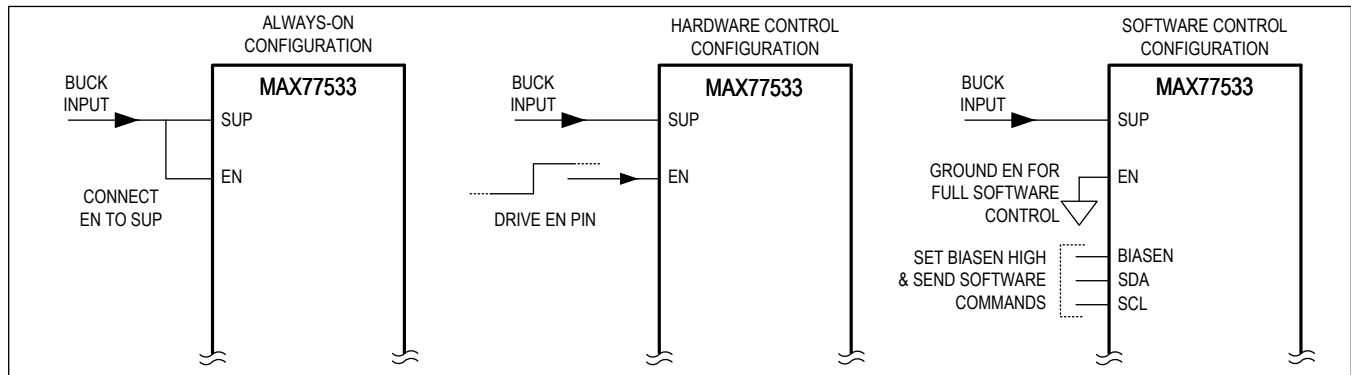 ALWAYS-ON
CONFIGURATION
MAX77533
BUCK
INPUT
SUP
EN
CONNECT
EN TO SUP
HARDWARE CONTROL
CONFIGURATION
MAX77533
BUCK
INPUT
SUP
EN
DRIVE EN PIN
SOFTWARE CONTROL
CONFIGURATION
MAX77533
BUCK
INPUT
SUP
GROUND EN FOR
FULL SOFTWARE
CONTROL
EN
SET BIASEN HIGH
& SEND SOFTWARE
COMMANDS
BIASEN
SDA
SCL